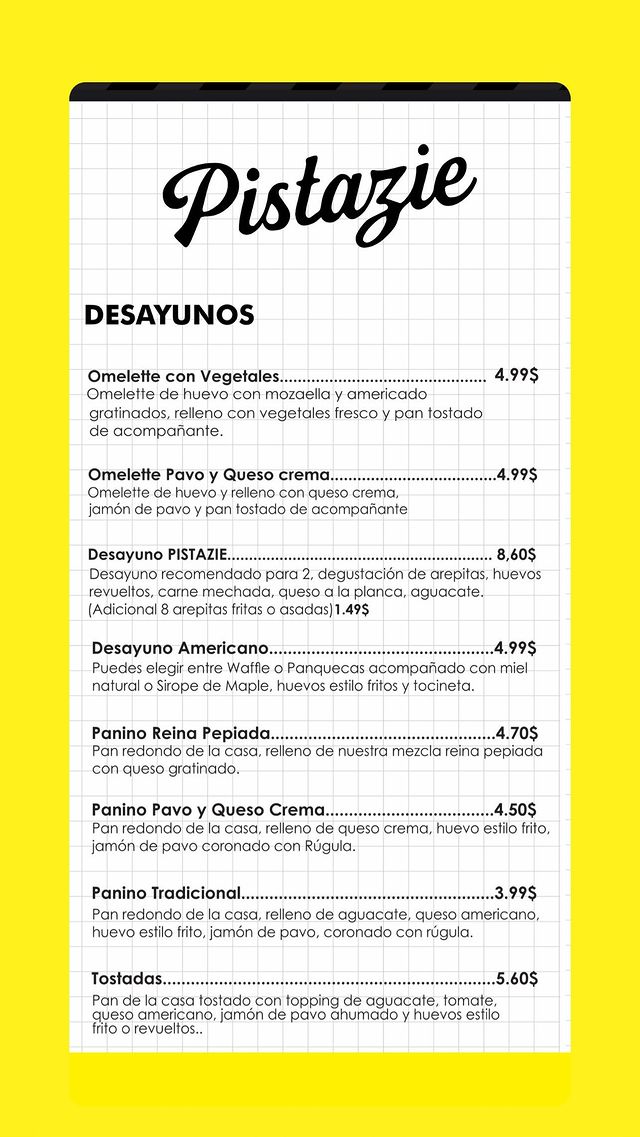 Pistazie
DESAYUNOS
Omelette con Vegetales............................................. 4.99$
Omelette de huevo con mozaella y americado
gratinados, relleno con vegetales fresco y pan tostado
de acompañante.
Omelette Pavo y Queso crema....................................4.99$
Omelette de huevo y relleno con queso crema,
jamón de pavo y pan tostado de acompañante
Desayuno PISTAZIE.......................................................... 8,60$
Desayuno recomendado para 2, degustación de arepitas, huevos
revueltos, carne mechada, queso a la planca, aguacate.
(Adicional 8 arepitas fritas o asadas)1.49$
Desayuno Americano.................................................4.99$
Puedes elegir entre Waffle o Panquecas acompañado con miel
natural o Sirope de Maple, huevos estilo fritos y tocineta.
Panino Reina Pepiada.................................................4.70$
Pan redondo de la casa, relleno de nuestra mezcla reina pepiada
con queso gratinado.
Panino Pavo y Queso Crema.....................................4.50$
Pan redondo de la casa, relleno de queso crema, huevo estilo frito,
jamón de pavo coronado con Rúgula.
Panino Tradicional.......................................................3.99$
Pan redondo de la casa, relleno de aguacate, queso americano,
huevo estilo frito, jamón de pavo, coronado con rúgula.
Tostadas.........................................................................5.60$
Pan de la casa tostado con topping de aguacate, tomate,
queso americano, jamón de pavo ahumado y huevos estilo
frito o revueltos..